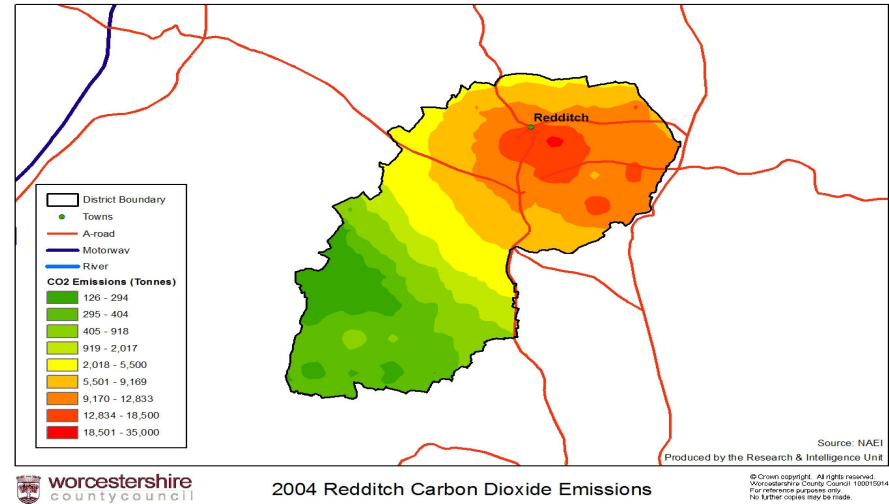 Redditch
District Boundary
Towns
A-road
Motorway
River
CO2 Emissions (Tonnes)
126 - 294
295 - 404
405 - 918
919 - 2,017
2,018 - 5,500
5,501 - 9,169
9,170 - 12,833
12,834 - 18,500
18,501 - 35,000
Source: NAEI
Produced by the Research & Intelligence Unit
worcestershire
countycouncil
2004 Redditch Carbon Dioxide Emissions
© Crown copyright. All rights reserved.
Worcestershire County Council 100015914
For reference purposes only.
No further copies may be made.